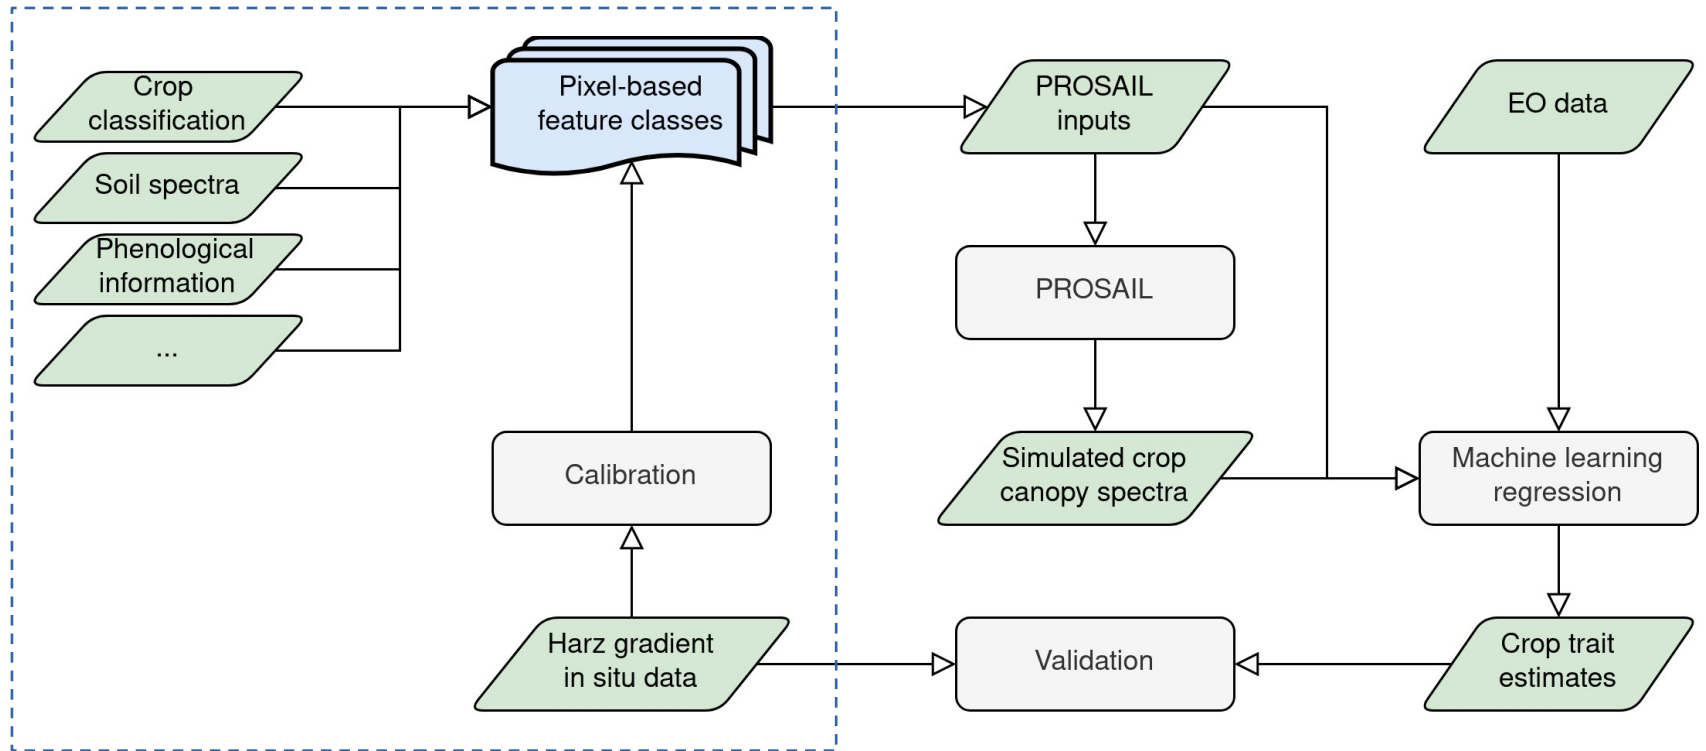 Crop
classification
Soil spectra
Phenological
information
...
Pixel-based
feature classes
Calibration
Harz gradient
in situ data
PROSAIL
inputs
PROSAIL
Simulated crop
canopy spectra
Validation
EO data
Machine learning
regression
Crop trait
estimates